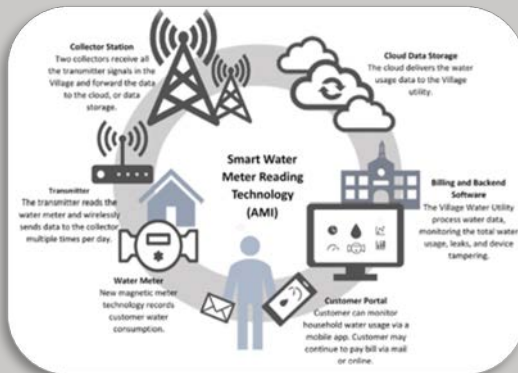 Collector Station
Two collectors receive all
the transmitter signals in the
Village and forward the data
to the cloud, or data
storage.
Cloud Data Storage
The cloud delivers the water
usage data to the Village
utility.
Smart Water
Meter Reading
Technology
(AMI)
Transmitter
The transmitter reads the
water meter and wirelessly
sends data to the collector
multiple times per day.
Billing and Backend
Software
The Village Water Utility
process water data,
monitoring the total water
usage, leaks, and device
tampering.
Water Meter
New magnetic meter
technology records
customer water
consumption.
Customer Portal
Customer can monitor
household water usage via a
mobile app. Customer may
continue to pay bill via mail
or online.